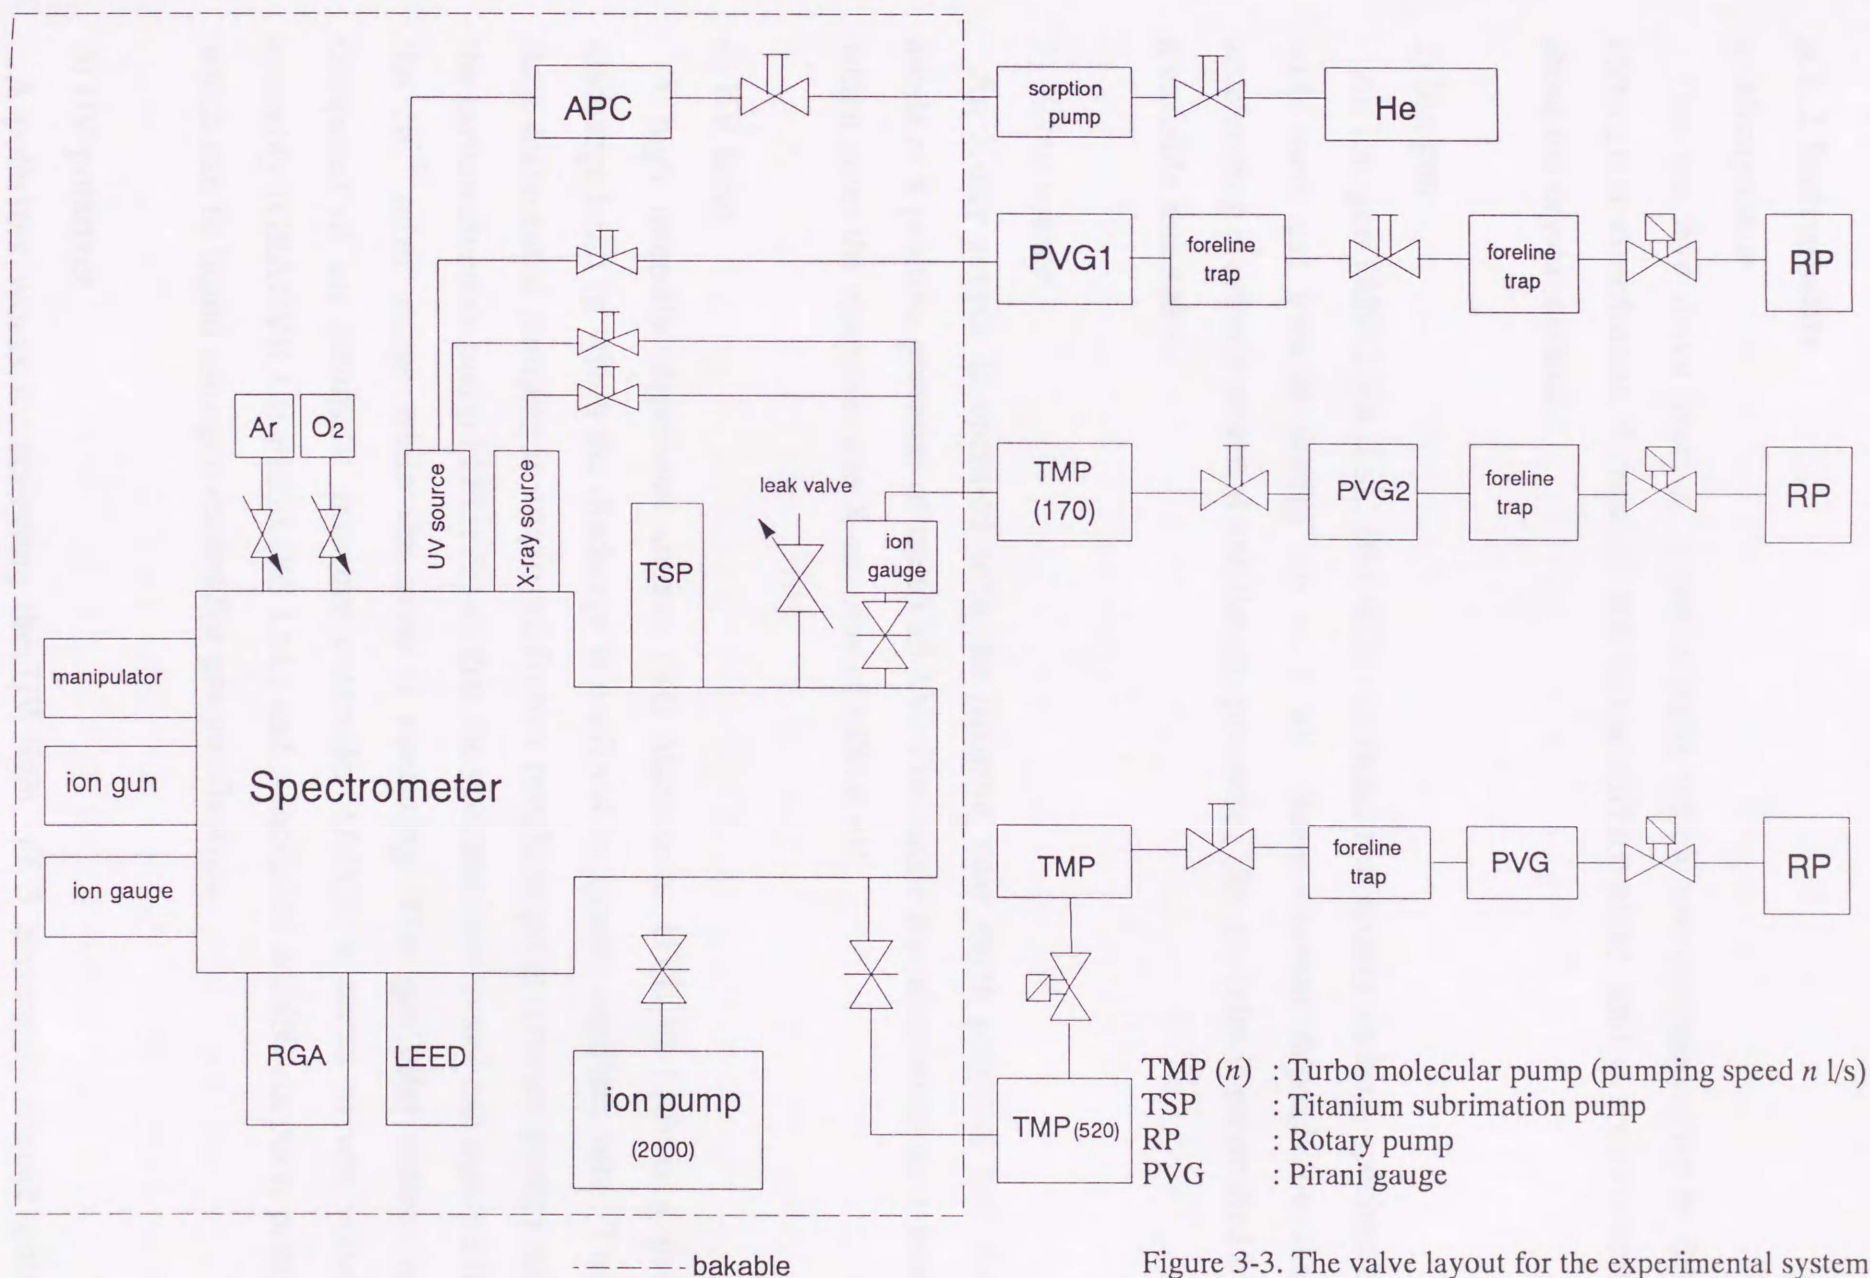 APC
sorption
pump
He
PVG1
foreline
trap
foreline
trap
RP
Ar
O2
UV source
X-ray source
TSP
leak valve
ion
gauge
TMP
(170)
PVG2
foreline
trap
RP
manipulator
ion gun
ion gauge
Spectrometer
TMP
foreline
trap
PVG
RP
RGA
LEED
ion pump
(2000)
TMP(520)
TMP (n) : Turbo molecular pump (pumping speed n l/s)
TSP : Titanium subrimation pump
RP : Rotary pump
PVG : Pirani gauge
bakable
Figure 3-3. The valve layout for the experimental system